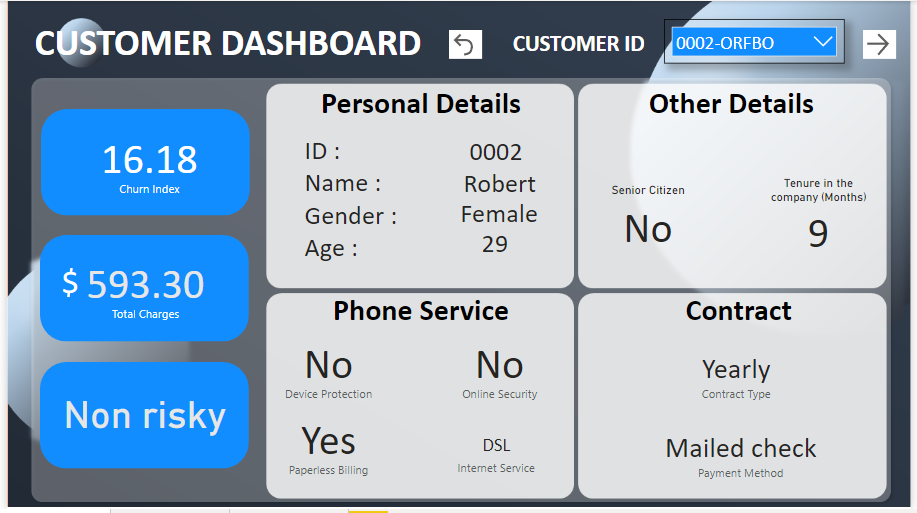 CUSTOMER DASHBOARD
CUSTOMER ID
0002-ORFBO
16.18
Churn Index
$ 593.30
Total Charges
Non risky
Personal Details
ID : 0002
Name : Robert
Gender : Female
Age : 29
Other Details
Senior Citizen
No
Tenure in the
company (Months)
9
Phone Service
No
Device Protection
No
Online Security
Yes
Paperless Billing
DSL
Internet Service
Contract
Yearly
Contract Type
Mailed check
Payment Method